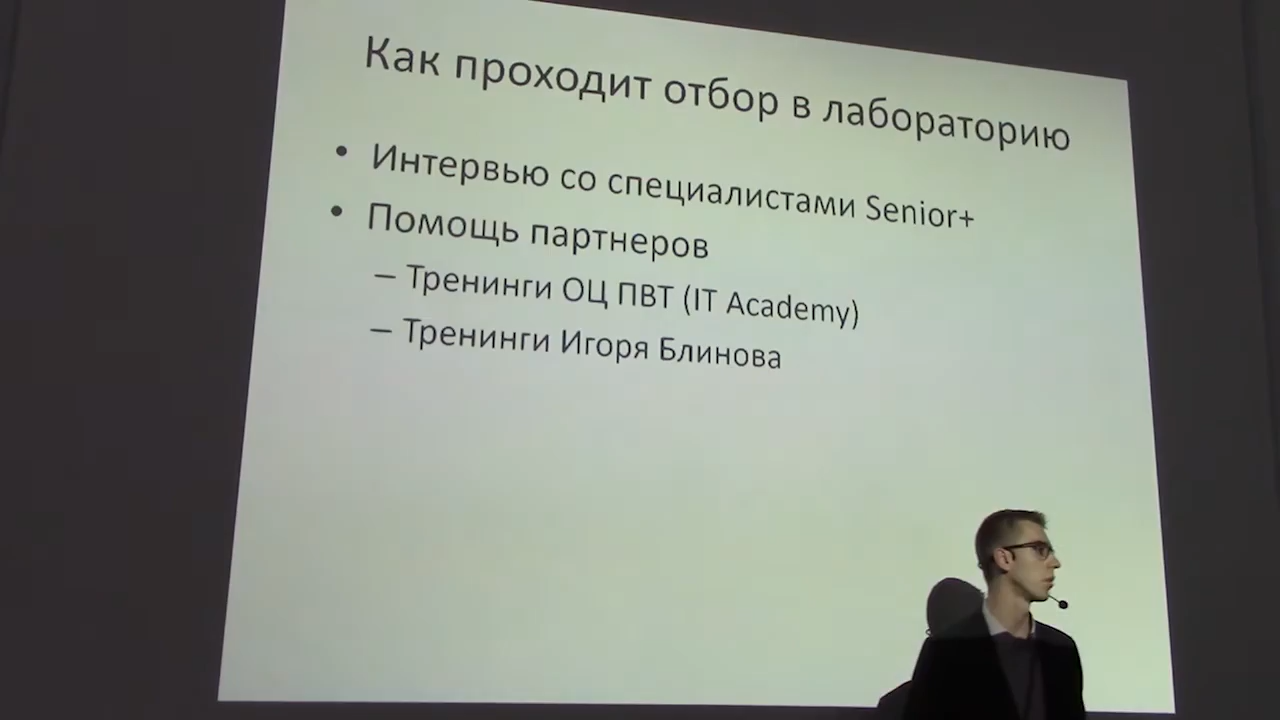 Как проходит отбор в лабораторию
• Интервью со специалистами Senior+
• Помощь партнеров
– Тренинги ОЦ ПВТ (IT Academy)
– Тренинги Игоря Блинова